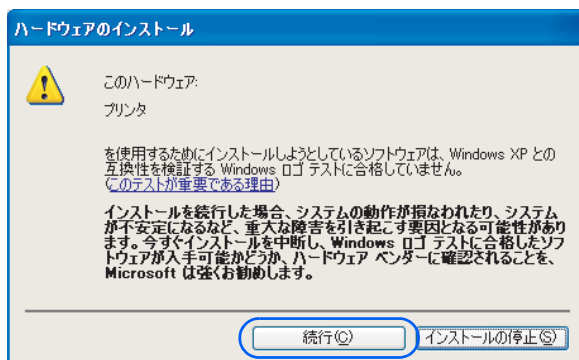 ハードウェアのインストール
このハードウェア:
プリンタ
を使用するためにインストールしようとしているソフトウェアは、Windows XP との
互換性を検証する Windows ロゴ テストに合格していません。
(このテストが重要である理由)
インストールを続行した場合、システムの動作が損なわれたり、システム
が不安定になるなど、重大な障害を引き起こす要因となる可能性があり
ます。今すぐインストールを中断し、Windows ロゴ テストに合格したソフ
トウェアが入手可能かどうか、ハードウェア ベンダーに確認されることを、
Microsoft は強くお勧めします。
続行(C)
インストールの停止(S)